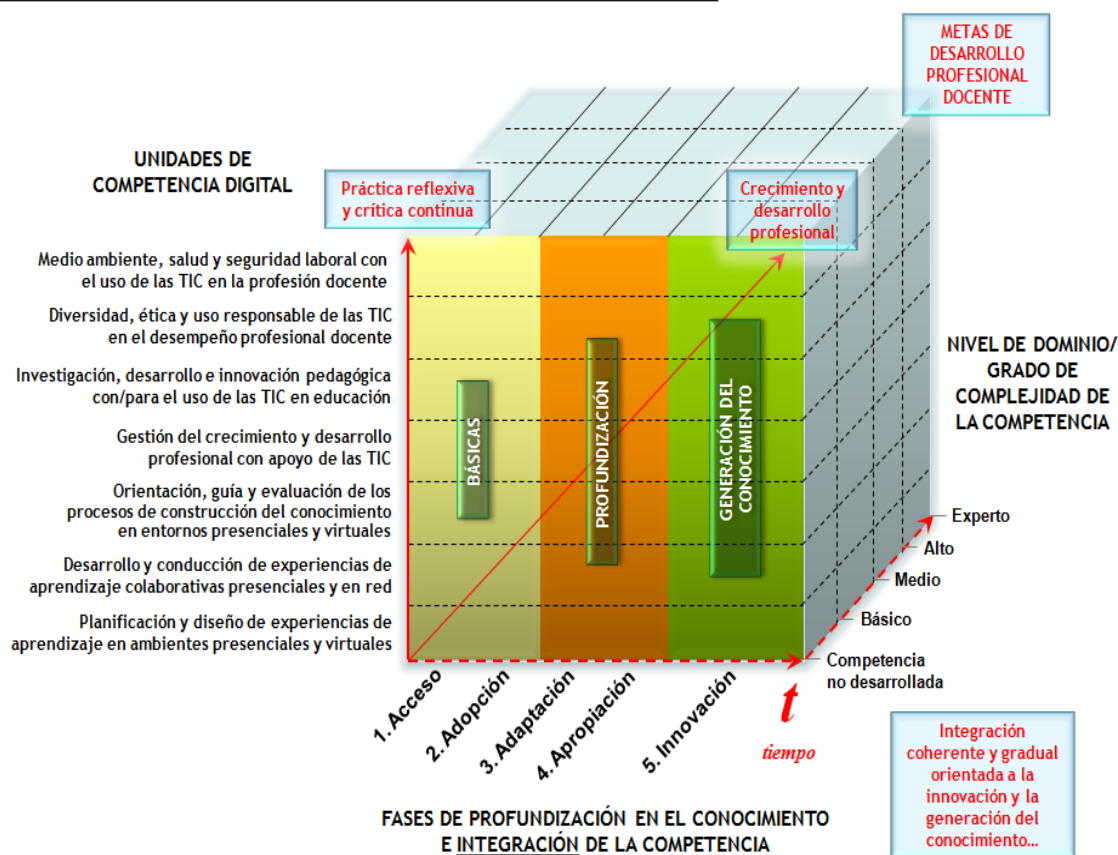 METAS DE
DESARROLLO
PROFESIONAL
DOCENTE
UNIDADES DE
COMPETENCIA DIGITAL
Práctica reflexiva
y crítica continua
Crecimiento y
desarrollo
profesional
Medio ambiente, salud y seguridad laboral con
el uso de las TIC en la profesión docente
Diversidad, ética y uso responsable de las TIC
en el desempeño profesional docente
Investigación, desarrollo e innovación pedagógica
con/para el uso de las TIC en educación
Gestión del crecimiento y desarrollo
profesional con apoyo de las TIC
Orientación, guía y evaluación de los
procesos de construcción del conocimiento
en entornos presenciales y virtuales
Desarrollo y conducción de experiencias de
aprendizaje colaborativas presenciales y en red
Planificación y diseño de experiencias de
aprendizaje en ambientes presenciales y virtuales
BÁSICAS
PROFUNDIZACIÓN
GENERACIÓN DEL
CONOCIMIENTO
NIVEL DE DOMINIO/
GRADO DE
COMPLEJIDAD DE
LA COMPETENCIA
Experto
Alto
Medio
Básico
Competencia
no desarrollada
1. Acceso
2. Adopción
3. Adaptación
4. Apropiación
5. Innovación
t
tiempo
Integración
coherente y gradual
orientada a la
innovación y la
generación del
conocimiento...
FASES DE PROFUNDIZACIÓN EN EL CONOCIMIENTO
E INTEGRACIÓN DE LA COMPETENCIA